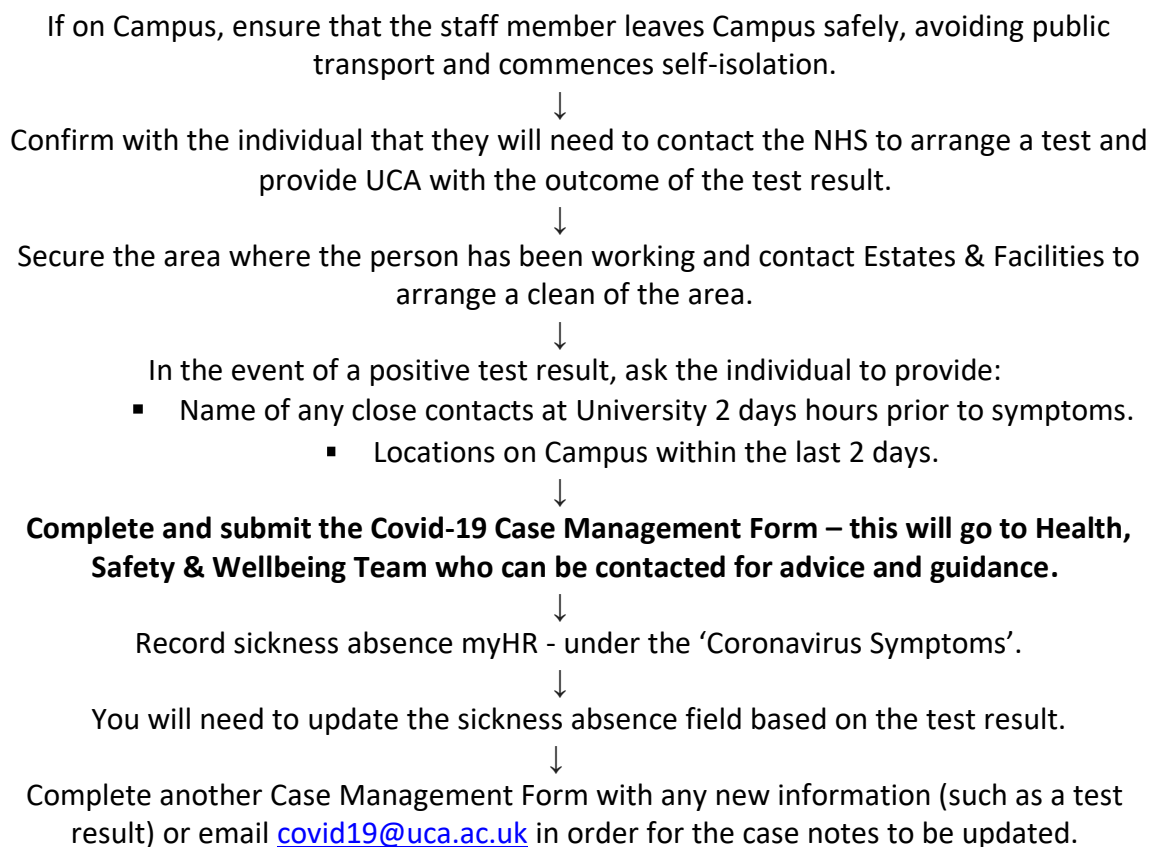 If on Campus, ensure that the staff member leaves Campus safely, avoiding public
transport and commences self-isolation.
↓
Confirm with the individual that they will need to contact the NHS to arrange a test and
provide UCA with the outcome of the test result.
↓
Secure the area where the person has been working and contact Estates & Facilities to
arrange a clean of the area.
↓
In the event of a positive test result, ask the individual to provide:
▪ Name of any close contacts at University 2 days hours prior to symptoms.
▪ Locations on Campus within the last 2 days.
↓
Complete and submit the Covid-19 Case Management Form – this will go to Health,
Safety & Wellbeing Team who can be contacted for advice and guidance.
↓
Record sickness absence myHR - under the ‘Coronavirus Symptoms’.
↓
You will need to update the sickness absence field based on the test result.
↓
Complete another Case Management Form with any new information (such as a test
result) or email covid19@uca.ac.uk in order for the case notes to be updated.